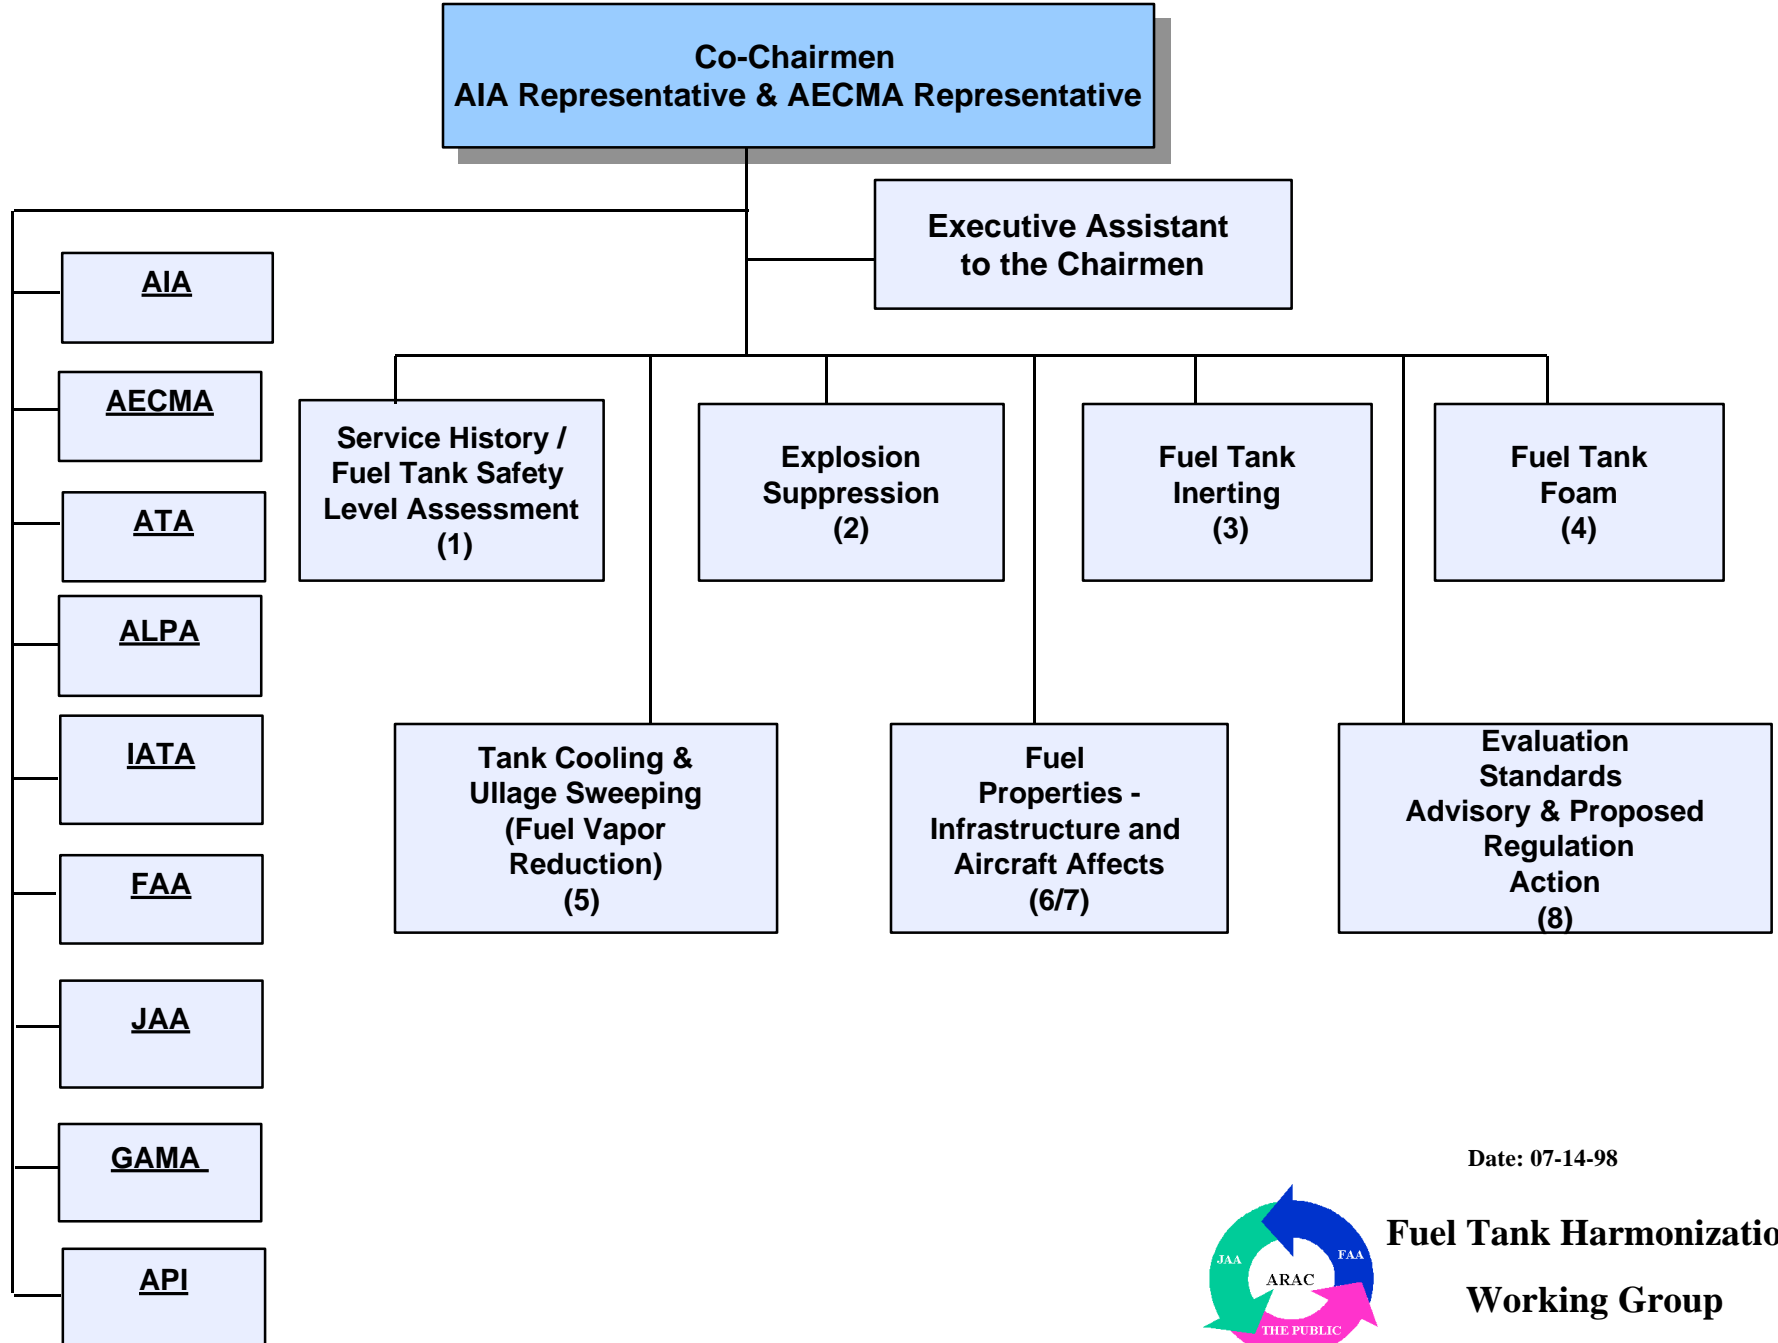 Co-Chairmen
AIA Representative & AECMA Representative
Executive Assistant
to the Chairmen
AIA
AECMA
ATA
ALPA
IATA
FAA
JAA
GAMA
API
Service History /
Fuel Tank Safety
Level Assessment
(1)
Explosion
Suppression
(2)
Fuel Tank
Inerting
(3)
Fuel Tank
Foam
(4)
Tank Cooling &
Ullage Sweeping
(Fuel Vapor
Reduction)
(5)
Fuel
Properties -
Infrastructure and
Aircraft Affects
(6/7)
Evaluation
Standards
Advisory & Proposed
Regulation
Action
(8)
Date: 07-14-98
Fuel Tank Harmonizatio
Working Group
JAA
FAA
ARAC
THE PUBLIC